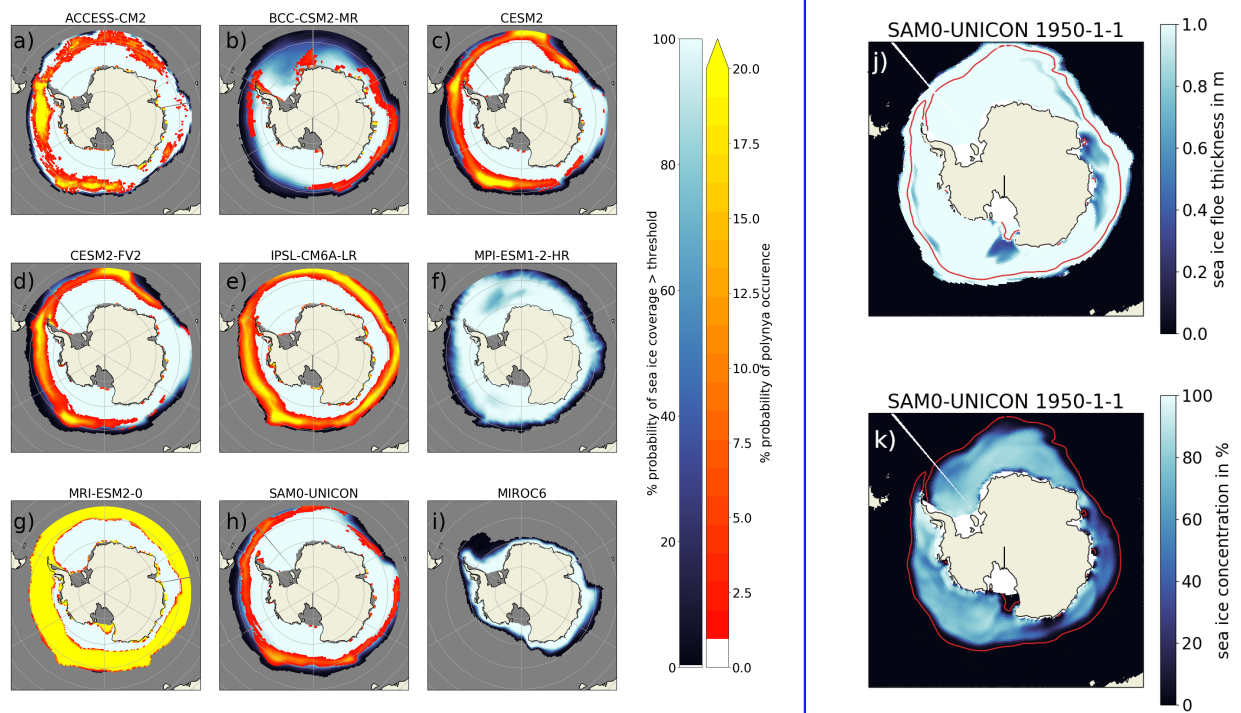 ACCESS-CM2
a)
BCC-CSM2-MR
b)
CESM2
c)
CESM2-FV2
d)
IPSL-CM6A-LR
e)
MPI-ESM1-2-HR
f)
MRI-ESM2-0
g)
SAM0-UNICON
h)
MIROC6
i)
100
80
60
40
20
0
% probability of sea ice coverage > threshold
20.0
17.5
15.0
12.5
10.0
7.5
5.0
2.5
0.0
% probability of polynya occurence
SAM0-UNICON 1950-1-1
j)
1.0
0.8
0.6
0.4
0.2
0.0
sea ice floe thickness in m
SAM0-UNICON 1950-1-1
k)
100
80
60
40
20
0
sea ice concentration in %